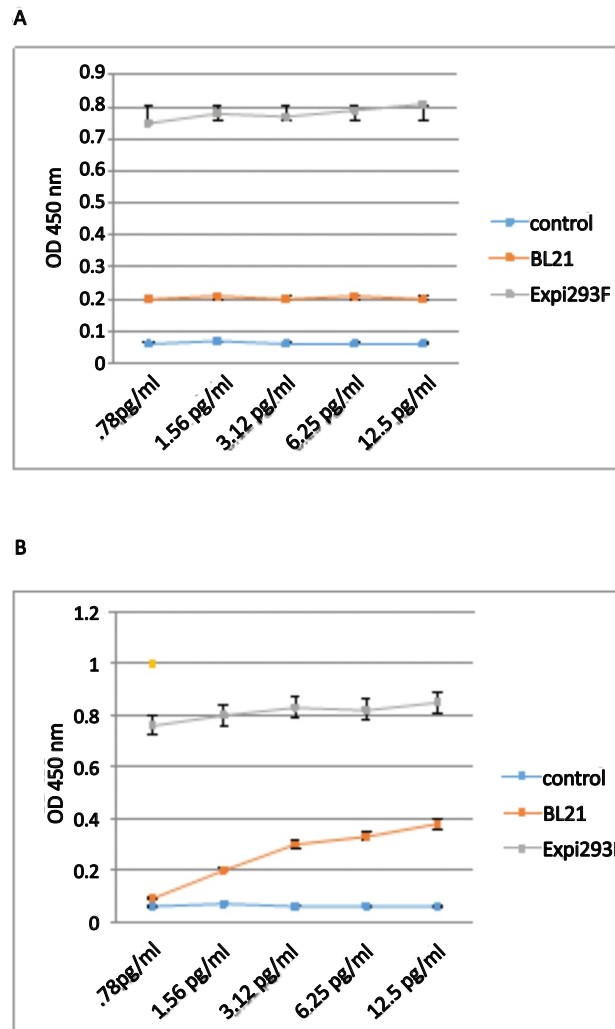 A
0.9
0.8
0.7
0.6
0.5
0.4
0.3
0.2
0.1
0
OD 450 nm
.78pg/ml
1.56 pg/ml
3.12 pg/ml
6.25 pg/ml
12.5 pg/ml
control
BL21
Expi293F
B
1.2
1
0.8
0.6
0.4
0.2
0
OD 450 nm
.78pg/ml
1.56 pg/ml
3.12 pg/ml
6.25 pg/ml
12.5 pg/ml
control
BL21
Expi293F